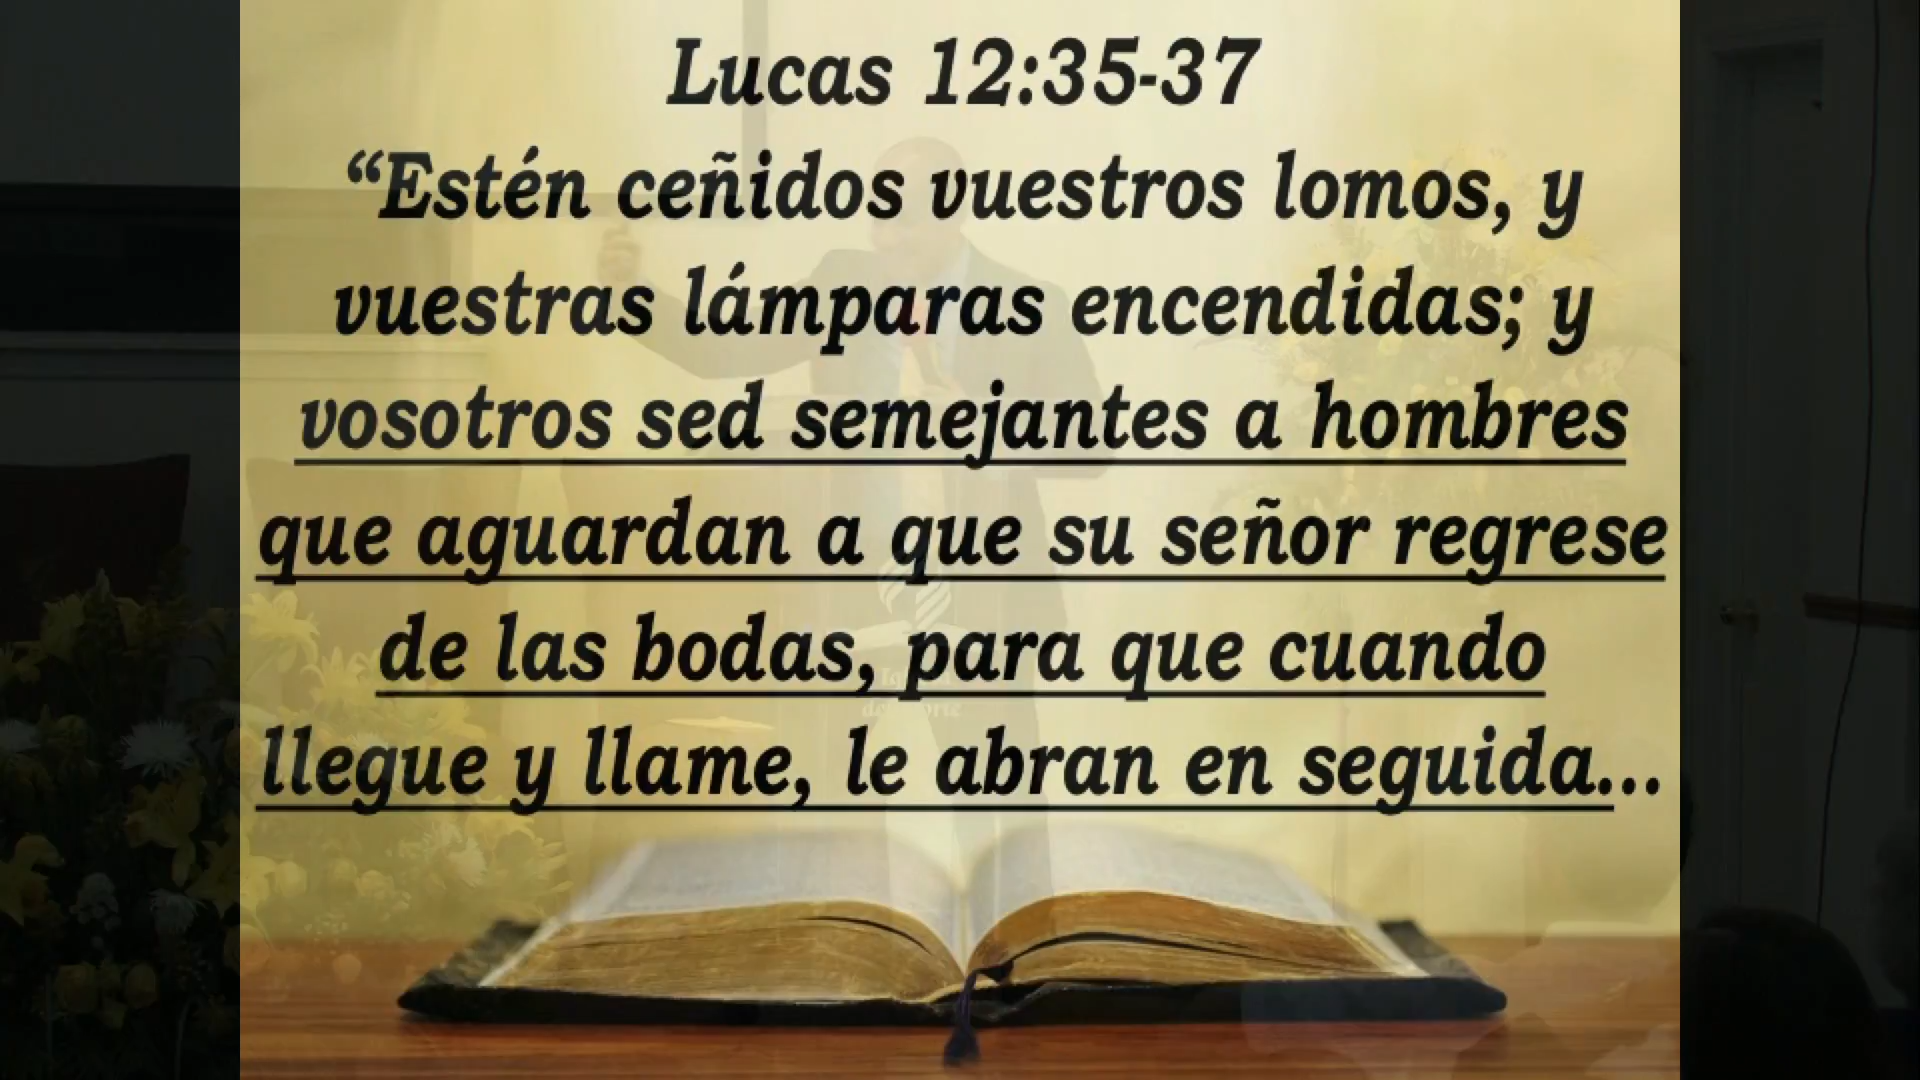 Lucas 12:35-37
“Estén ceñidos vuestros lomos, y
vuestras lámparas encendidas; y
vosotros sed semejantes a hombres
que aguardan a que su señor regrese
de las bodas, para que cuando
llegue y llame, le abran en seguida...